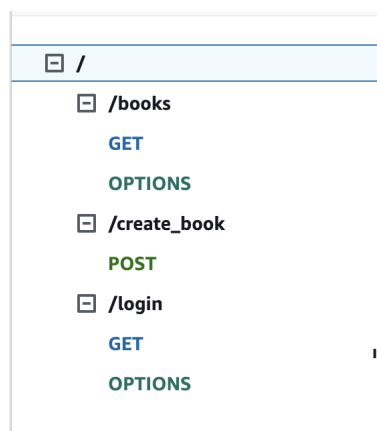 /
/books
GET
OPTIONS
/create_book
POST
/login
GET
OPTIONS